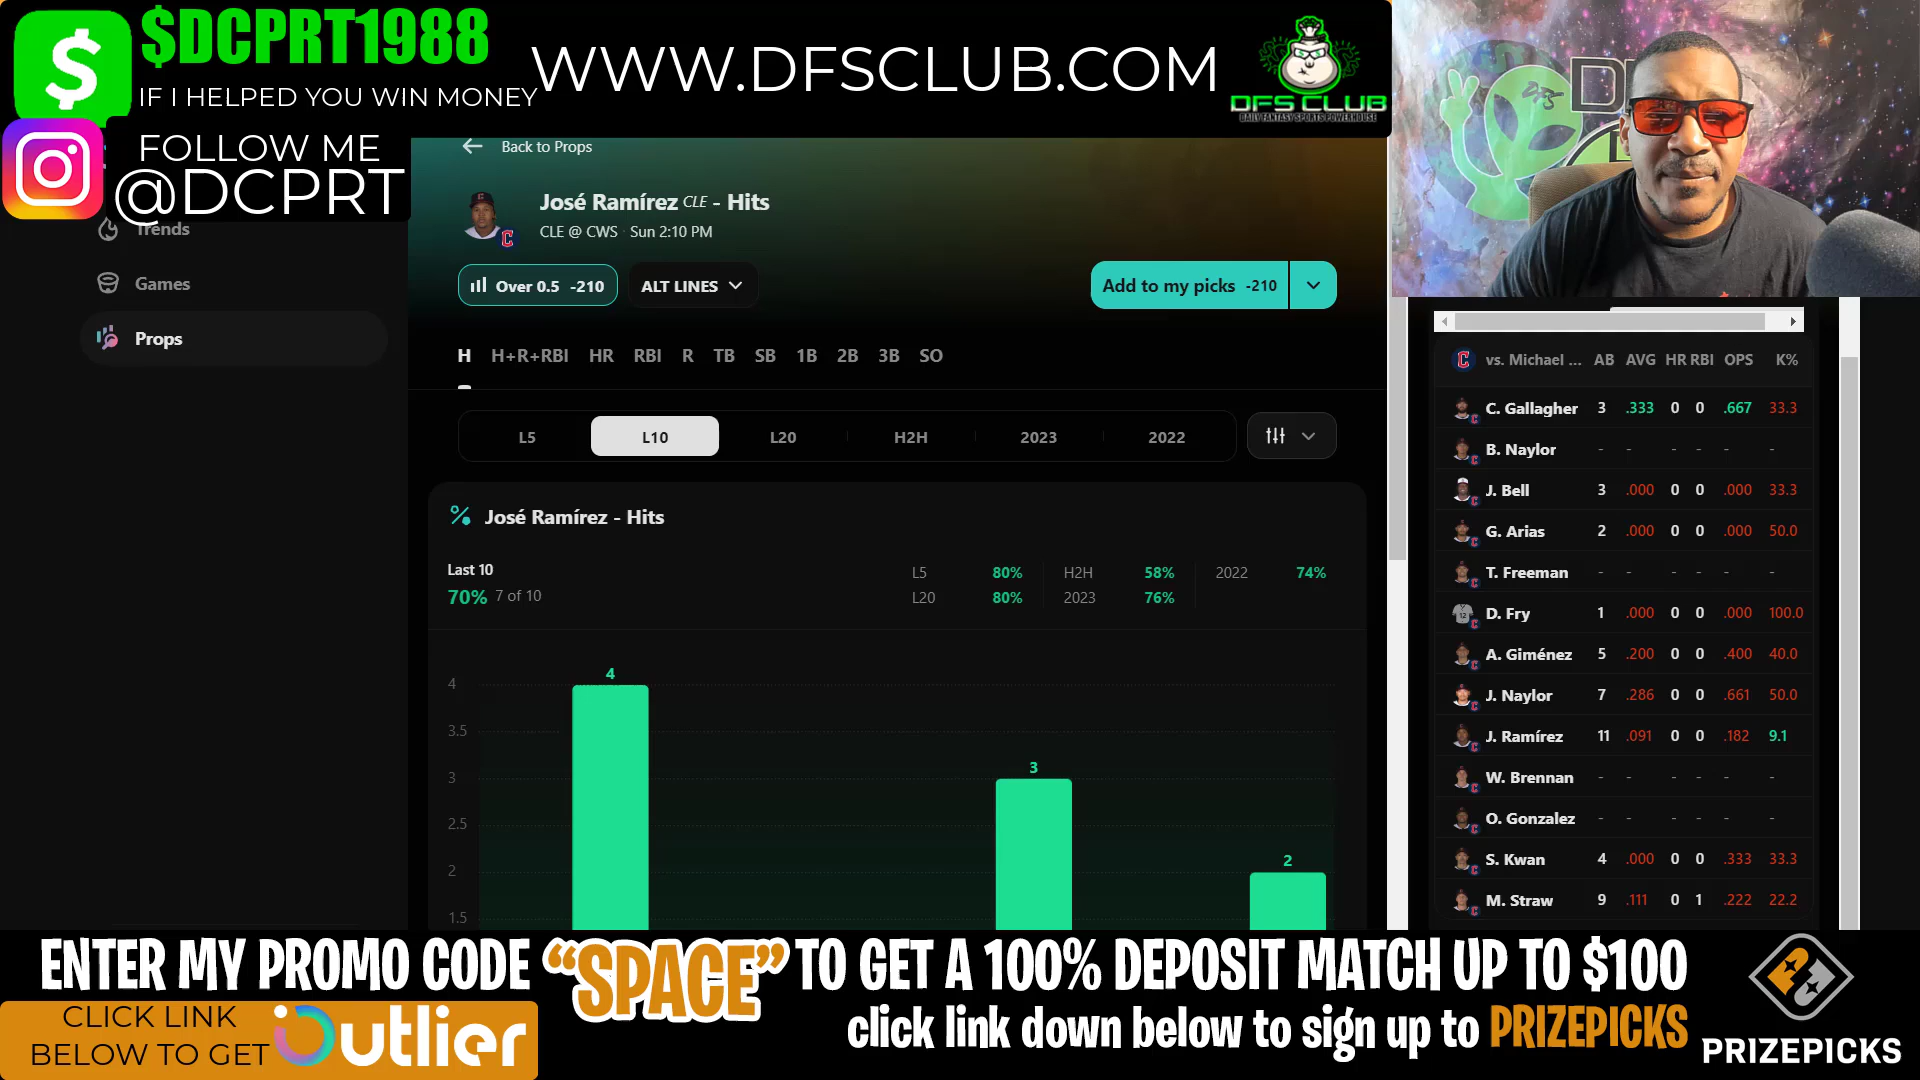 $DCPRT1988
IF I HELPED YOU WIN MONEY
WWW.DFSCLUB.COM
DFS CLUB
DAILY FANTASY SPORTS POWERHOUSE
FOLLOW ME
@DCPRT
Trends
Games
Props
Back to Props
José Ramírez CLE - Hits
CLE @ CWS · Sun 2:10 PM
Over 0.5 -210
ALT LINES
Add to my picks -210
H H+R+RBI HR RBI R TB SB 1B 2B 3B SO
L5 L10 L20 H2H 2023 2022
José Ramírez - Hits
Last 10
70% 7 of 10
L5 80% H2H 58% 2022 74%
L20 80% 2023 76%
4
4
3.5
3
3
2.5
2
2
1.5
DFS
vs. Michael ... AB AVG HR RBI OPS K%
C. Gallagher 3 .333 0 0 .667 33.3
B. Naylor - - - - - -
J. Bell 3 .000 0 0 .000 33.3
G. Arias 2 .000 0 0 .000 50.0
T. Freeman - - - - - -
D. Fry 1 .000 0 0 .000 100.0
A. Giménez 5 .200 0 0 .400 40.0
J. Naylor 7 .286 0 0 .661 50.0
J. Ramírez 11 .091 0 0 .182 9.1
W. Brennan - - - - - -
O. Gonzalez - - - - - -
S. Kwan 4 .000 0 0 .333 33.3
M. Straw 9 .111 0 1 .222 22.2
ENTER MY PROMO CODE “SPACE” TO GET A 100% DEPOSIT MATCH UP TO $100
click link down below to sign up to PRIZEPICKS
CLICK LINK
BELOW TO GET
Outlier
PRIZEPICKS